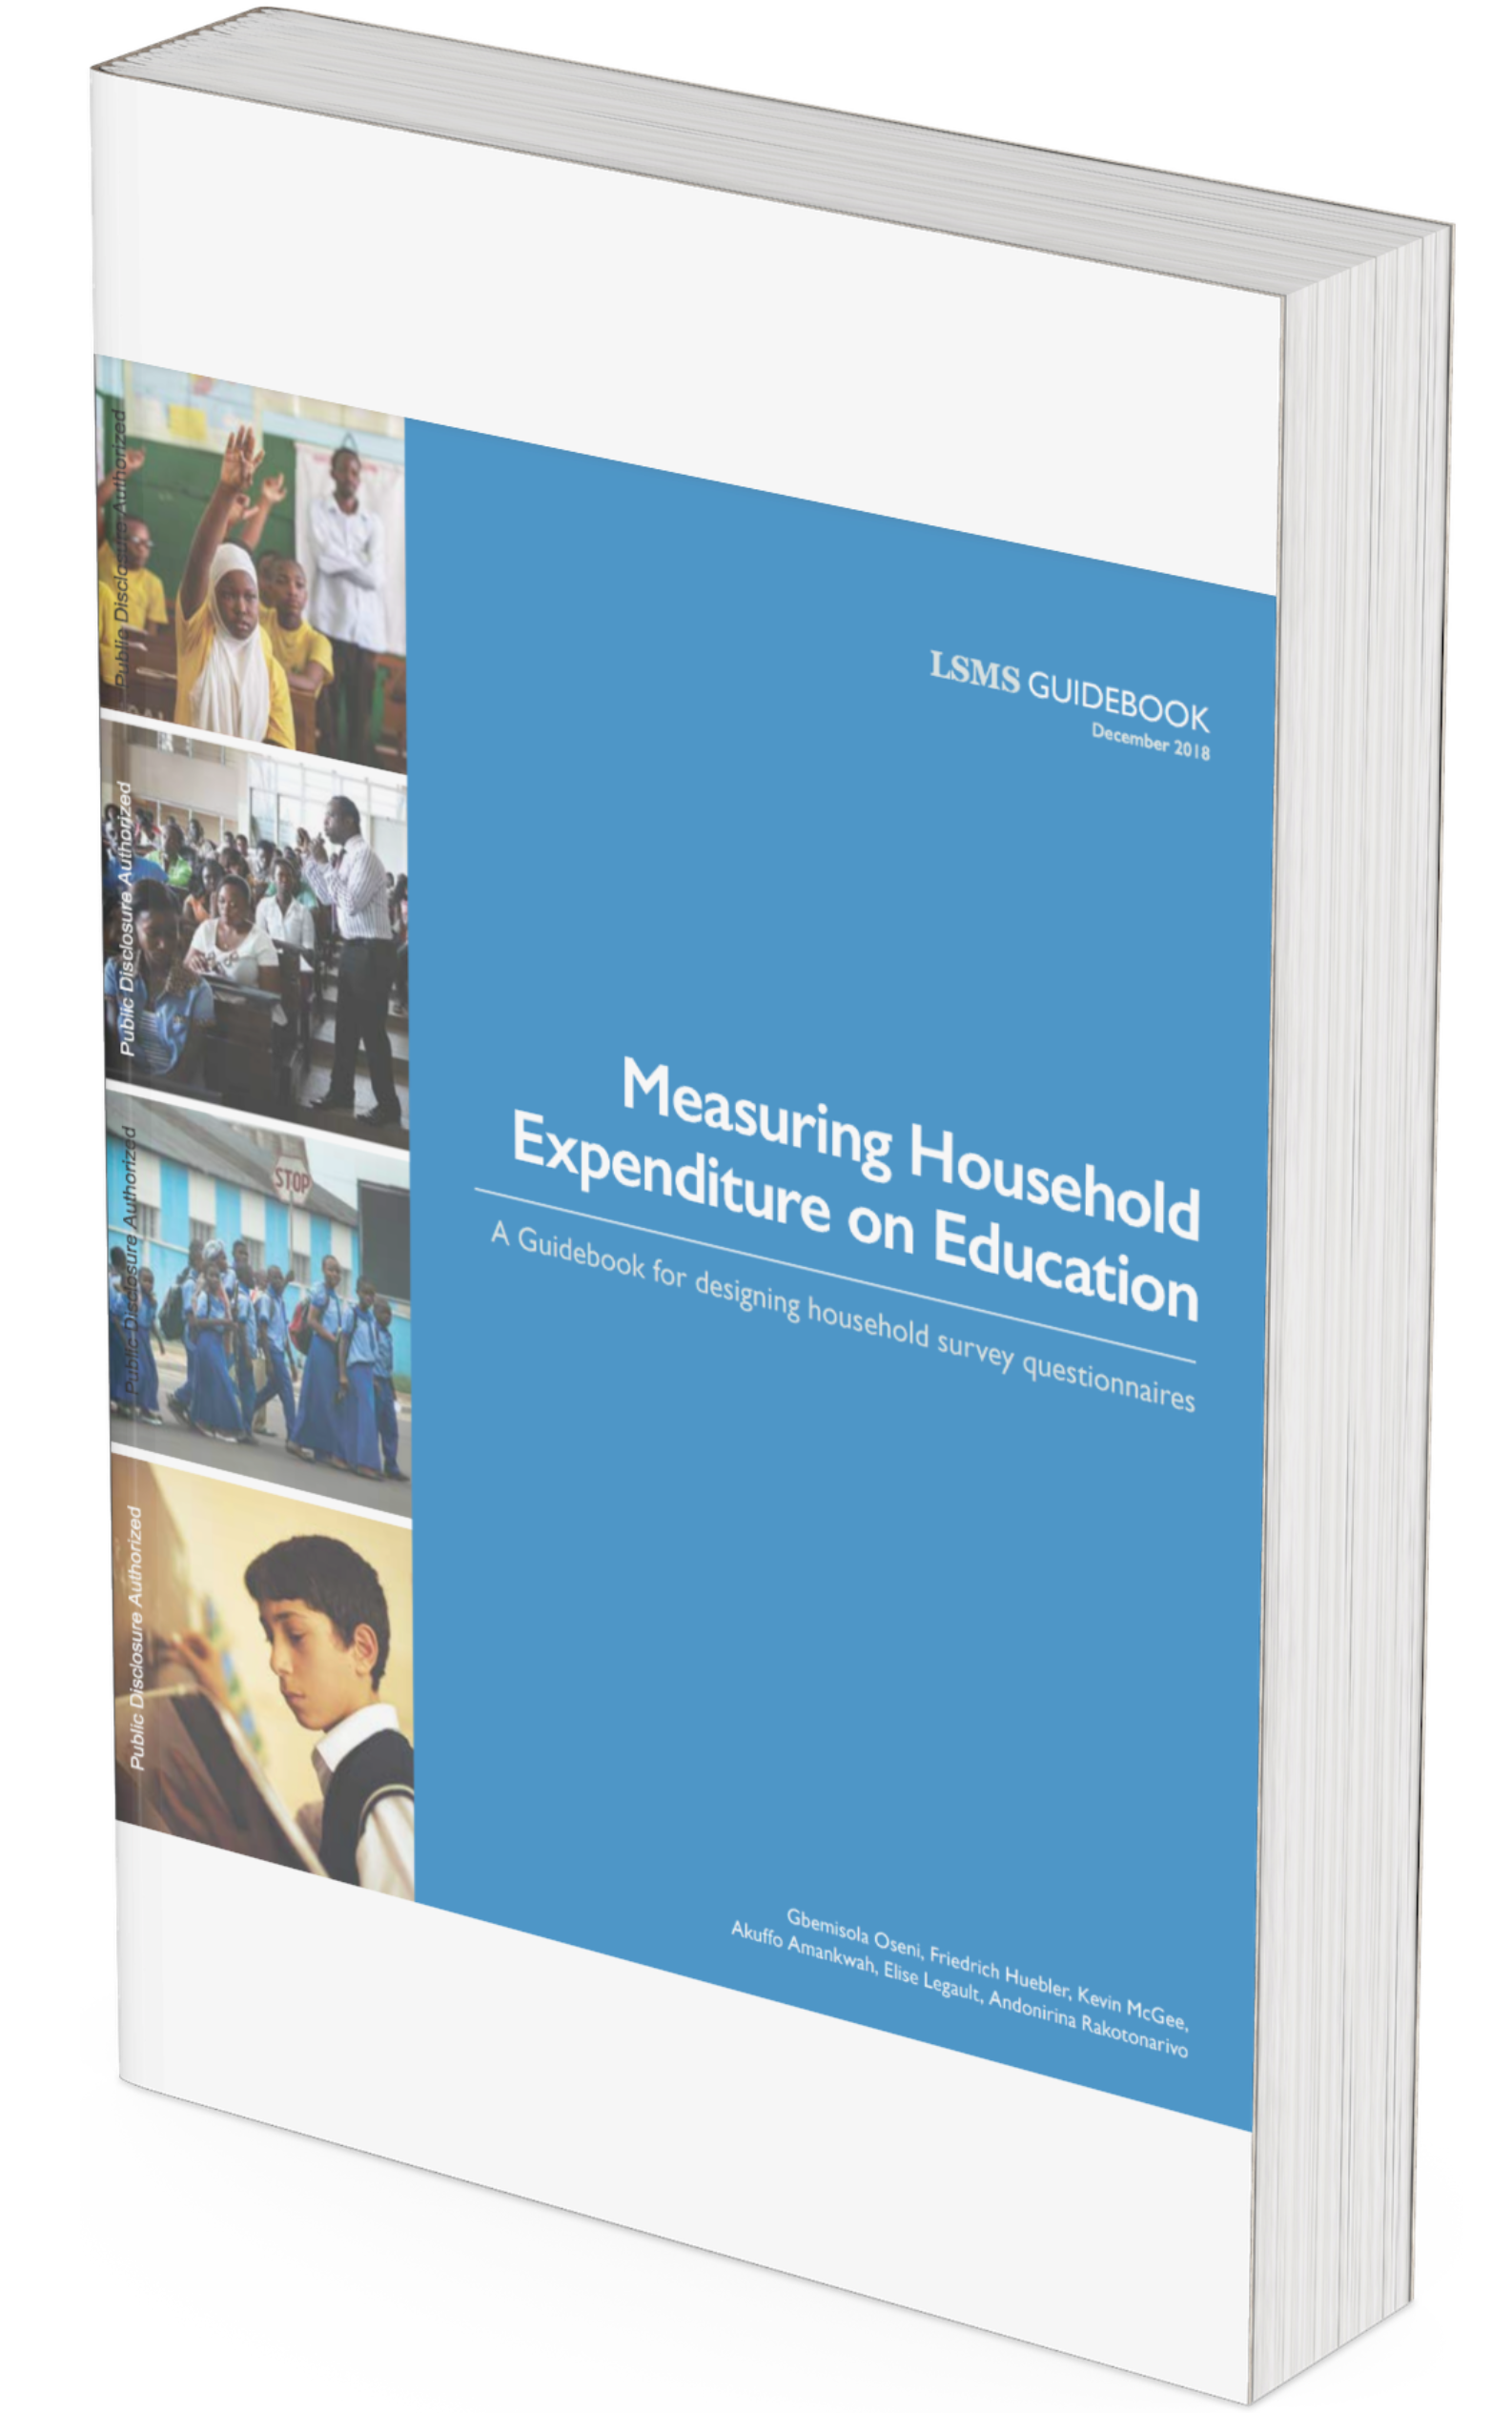 LSMS GUIDEBOOK
December 2018
Measuring Household
Expenditure on Education
A Guidebook for designing household survey questionnaires
Gbemisola Oseni, Friedrich Huebler, Kevin McGee,
Akuffo Amankwah, Elise Legault, Andonirina Rakotonarivo
Public Disclosure Authorized
Public Disclosure Authorized
STOP
Public Disclosure Authorized
Public Disclosure Authorized